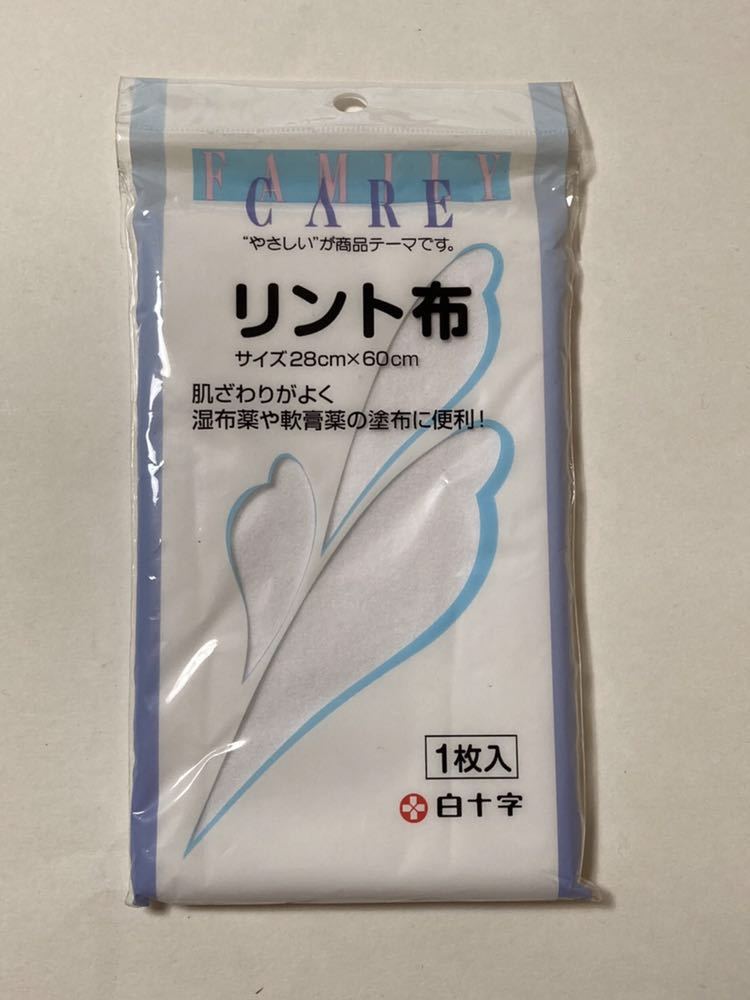 FAMILY
CARE
“やさしい”が商品テーマです。
リント布
サイズ28cm×60cm
肌ざわりがよく
湿布薬や軟膏薬の塗布に便利!
1枚入
白十字